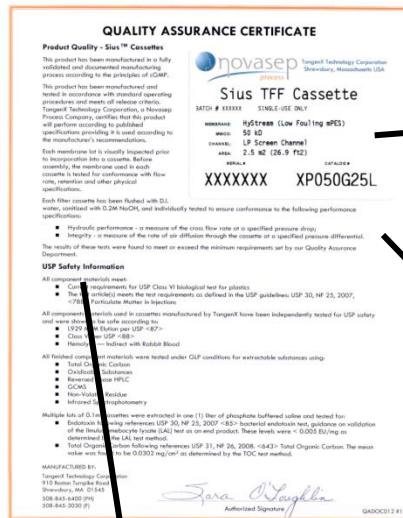 QUALITY ASSURANCE CERTIFICATE
Product Quality - Sius™ Cassettes
This product has been manufactured in a fully
validated and documented manufacturing
process according to the principles of cGMP.
This product has been manufactured and
tested in accordance with standard operating
procedures and meets all release criteria.
TangenX Technology Corporation, a Novasep
Process Company, certifies that this product
will perform according to published
specifications providing it is used according to
the manufacturer's recommendations.
Each membrane lot is visually inspected prior
to incorporation into a cassette. Before
assembly, the membrane used in each
cassette is tested for conformance with flow
rate, retention and other physical
specifications.
novasep
process
TangenX Technology Corporation
Shrewsbury, Massachusetts USA
Sius TFF Cassette
BATCH # XXXXXX SINGLE-USE ONLY
MEMBRANE: HyStream (Low Fouling mPES)
MWCO: 50 kD
CHANNEL: LP Screen Channel
AREA: 2.5 m2 (26.9 ft2)
SERIAL# CATALOG#
XXXXXXX XP050G25L
Each filter cassette has been flushed with D.I.
water, sanitized with 0.2M NaOH, and individually tested to ensure conformance to the following performance
specifications:
■ Hydraulic performance - a measure of the cross flow rate at a specified pressure drop;
■ Integrity - a measure of the rate of air diffusion through the cassette at a specified pressure differential.
The results of these tests were found to meet or exceed the minimum requirements set by our Quality Assurance
Department.
USP Safety Information
All component materials meet:
■ Current requirements for USP Class VI biological test for plastics
■ The test article(s) meets the test requirements as defined in the USP guidelines: USP 30, NF 25, 2007,
Particulate Matter in Injections
All components materials used in cassettes manufactured by TangenX have been independently tested for USP safety
and were shown to be safe according to:
■ L929 Elution per USP <87>
■ Class VI per USP <88>
■ Hemolysis — Indirect with Rabbit Blood
All finished component materials were tested under GLP conditions for extractable substances using:
■ Total Organic Carbon
■ Oxidizable Substances
■ Reversed Phase HPLC
■ GCMS
■ Non-Volatile Residue
■ Infrared Spectrophotometry
Multiple lots of 0.1m² cassettes were extracted in one (1) liter of phosphate buffered saline and tested for:
■ Endotoxin following references USP 30, NF 25, 2007 <85> bacterial endotoxin test, guidance on validation
of the limulus amebocyte lysate (LAL) test as an end product. These levels were < 0.005 EU/mg as
determined by the LAL test method.
■ Total Organic Carbon following references USP 31, NF 26, 2008, <643> Total Organic Carbon. The mean
value was found to be 0.0302 mg/cm² as determined by the TOC test method.
MANUFACTURED BY:
TangenX Technology Corporation
910 Boston Turnpike Road
Shrewsbury, MA 01545
508-845-6400 (PH)
508-845-3030 (F)
Sara O'Loughlin
Authorized Signature
QADOC012 R1